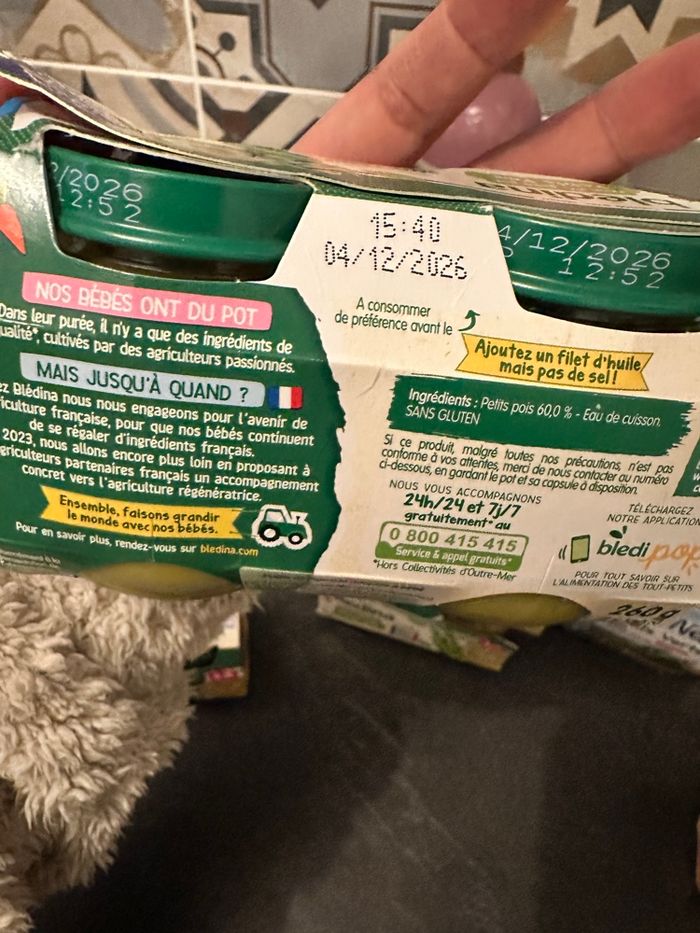 /2026
12:52
15:40
04/12/2026
4/12/2026
12:52
NOS BÉBÉS ONT DU POT
Dans leur purée, il n'y a que des ingrédients de
qualité*, cultivés par des agriculteurs passionnés.
MAIS JUSQU'À QUAND ?
Blédina nous nous engageons pour l'avenir de
française, pour que nos bébés continuent
de se régaler d'ingrédients français.
2023, nous allons encore plus loin en proposant à
partenaires français un accompagnement
concret vers l'agriculture régénératrice.
Ensemble, faisons grandir
le monde avec nos bébés.
Pour en savoir plus, rendez-vous sur bledina.com
A consommer
de préférence avant le
Ajoutez un filet d'huile
mais pas de sel !
Ingrédients : Petits pois 60,0 % - Eau de cuisson.
SANS GLUTEN
Si ce produit, malgré toutes nos précautions, n'est pas
conforme à vos attentes, merci de nous contacter au numéro
ci-dessous, en gardant le pot et sa capsule à disposition.
NOUS VOUS ACCOMPAGNONS
24h/24 et 7j/7
gratuitement* au
0 800 415 415
Service & appel gratuits*
*Hors Collectivités d'Outre-Mer
TÉLÉCHARGEZ
NOTRE APPLICATION
blédi
POUR TOUT SAVOIR SUR
L'ALIMENTATION DES TOUT-PETITS
260g